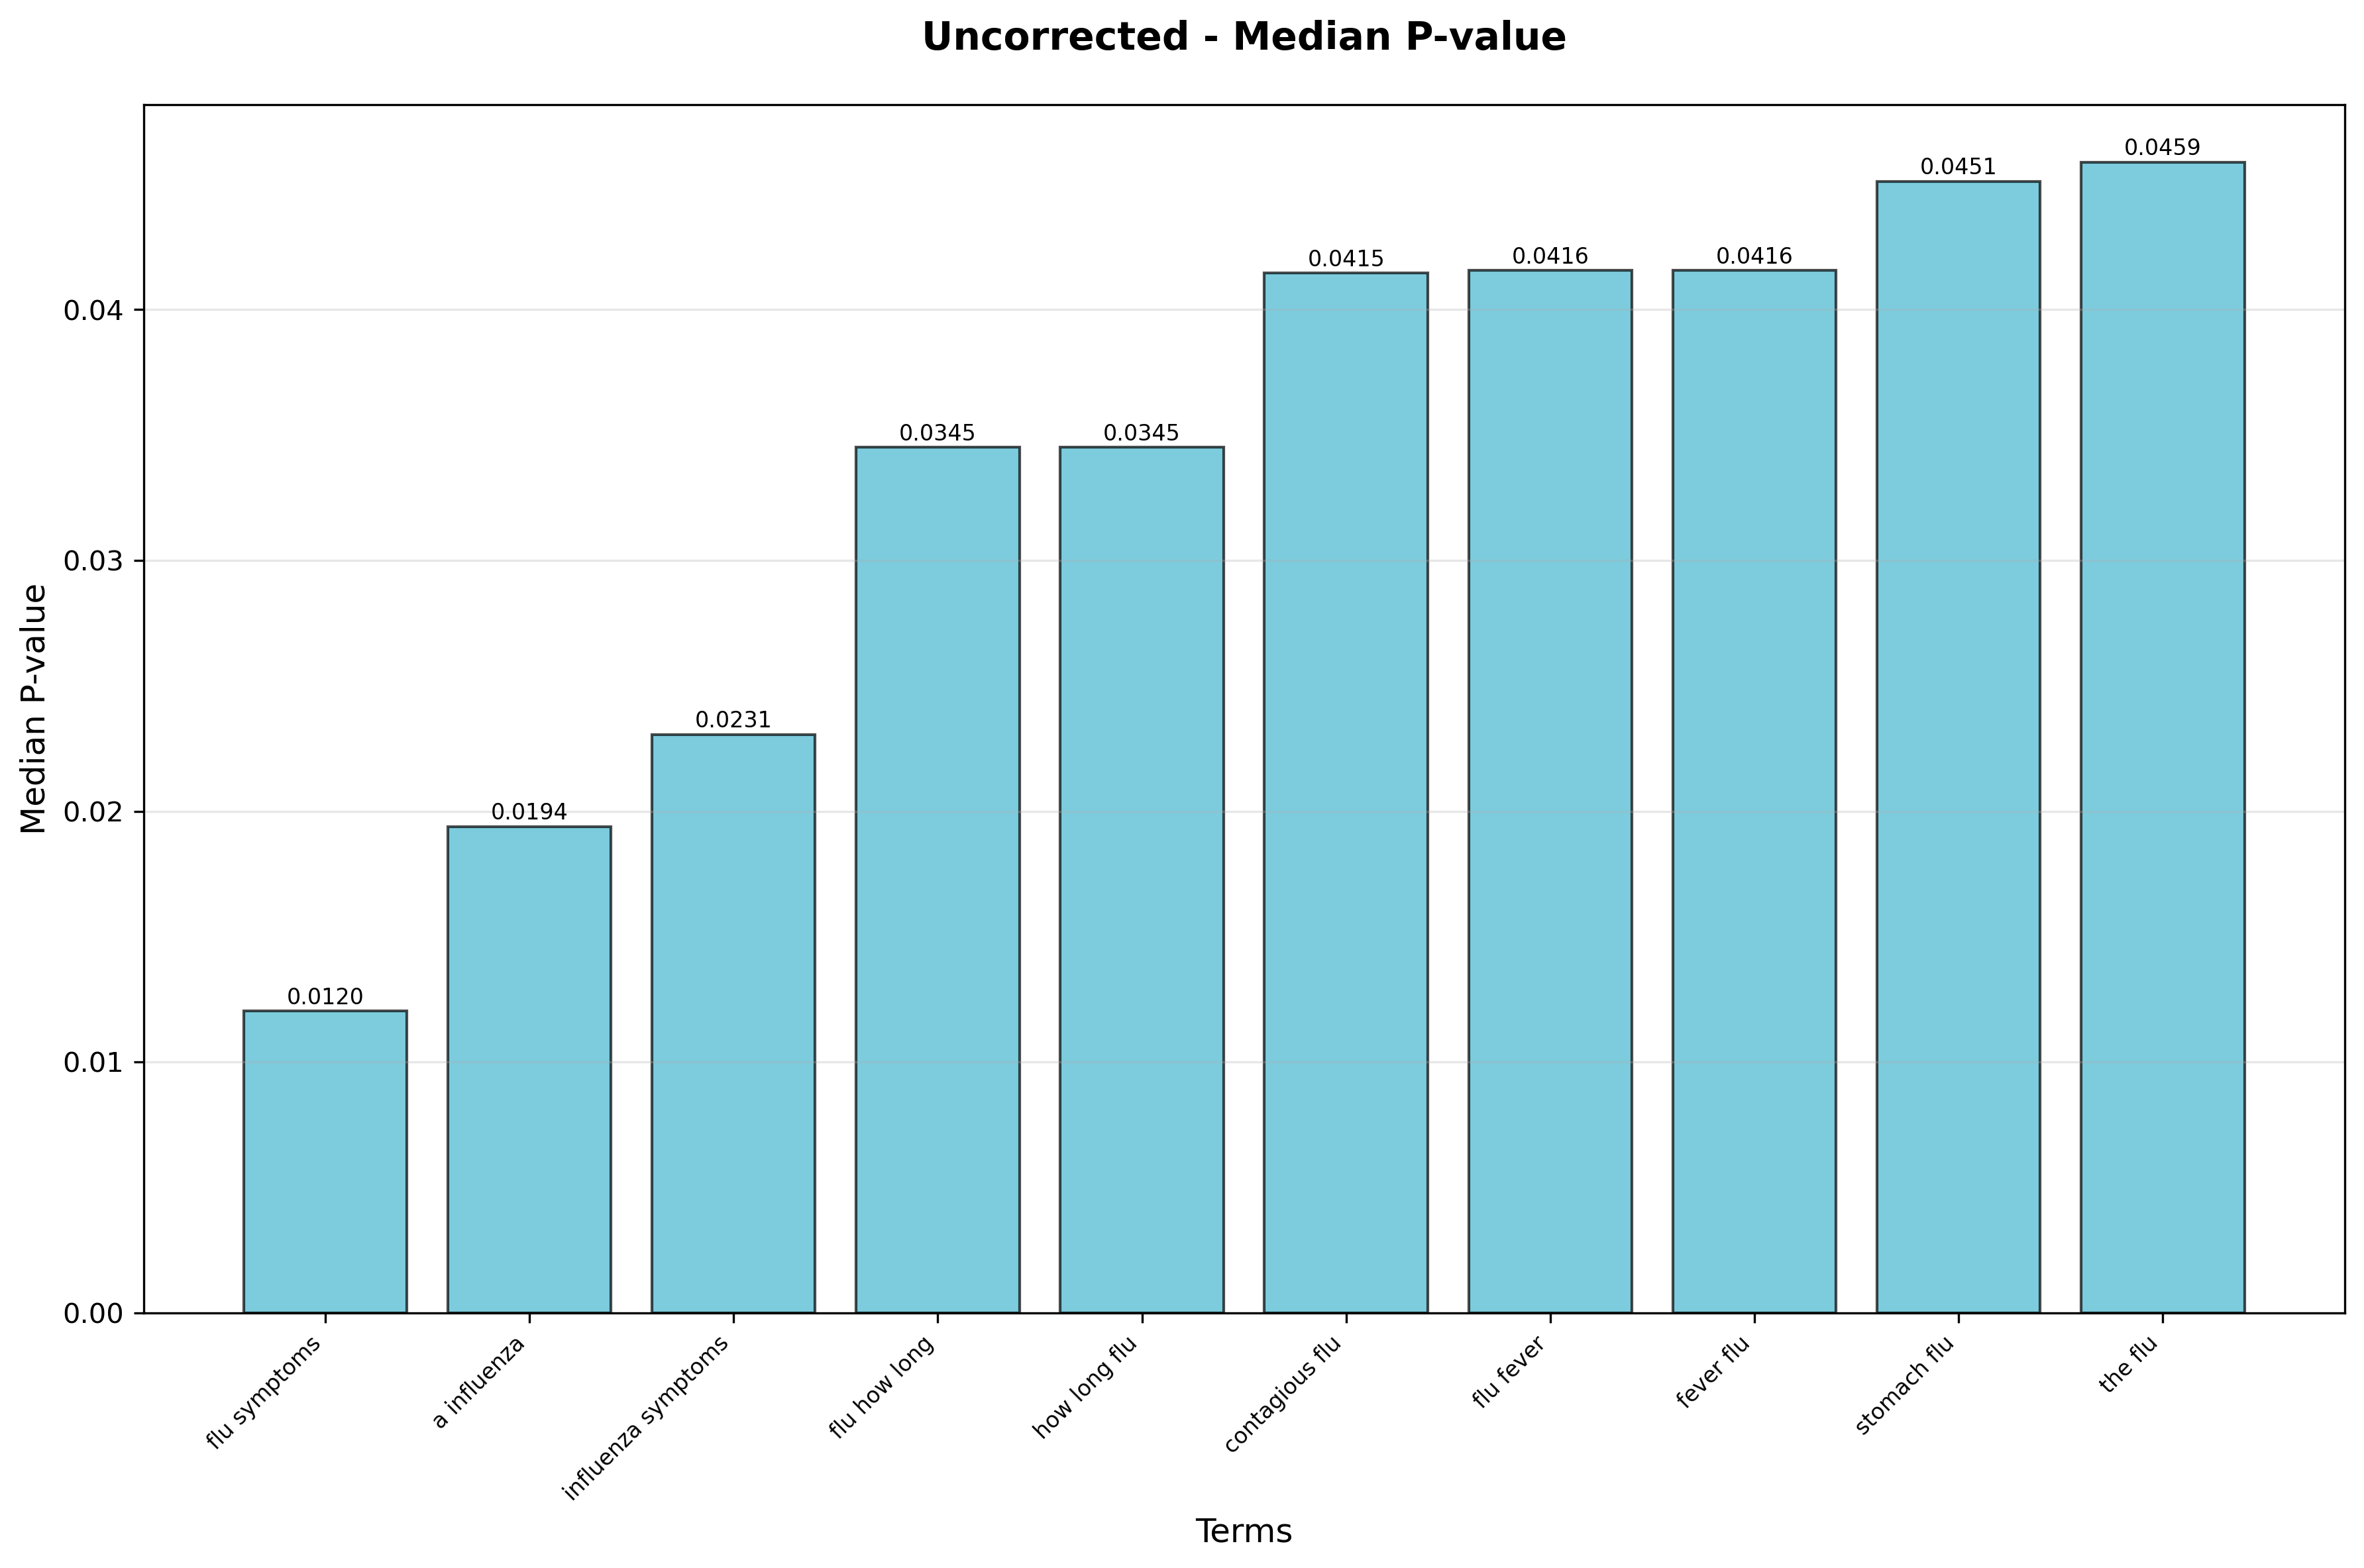 Uncorrected - Median P-value
Median P-value
0.04
0.03
0.02
0.01
0.00
0.0120
0.0194
0.0231
0.0345
0.0345
0.0415
0.0416
0.0416
0.0451
0.0459
flu symptoms
a influenza
influenza symptoms
flu how long
how long flu
contagious flu
flu fever
fever flu
stomach flu
the flu
Terms